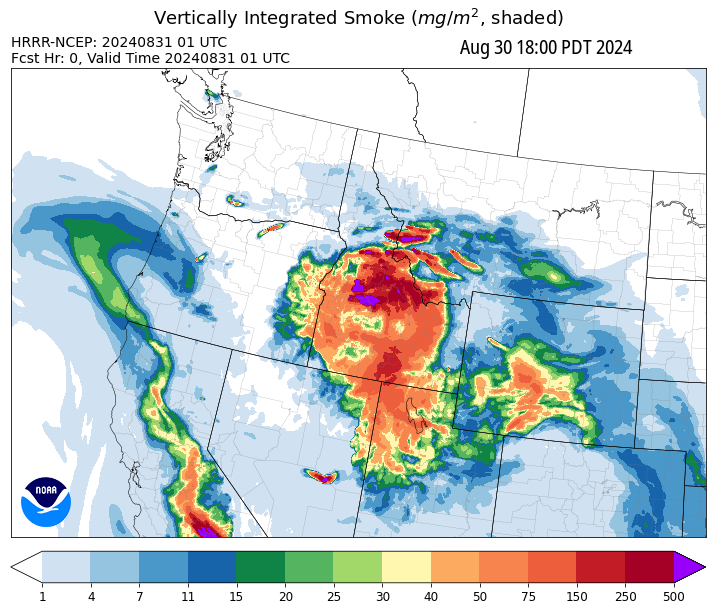 Vertically Integrated Smoke (mg/m², shaded)
HRRR-NCEP: 20240831 01 UTC
Fcst Hr: 0, Valid Time 20240831 01 UTC
Aug 30 18:00 PDT 2024
NOAA
1 4 7 11 15 20 25 30 40 50 75 150 250 500